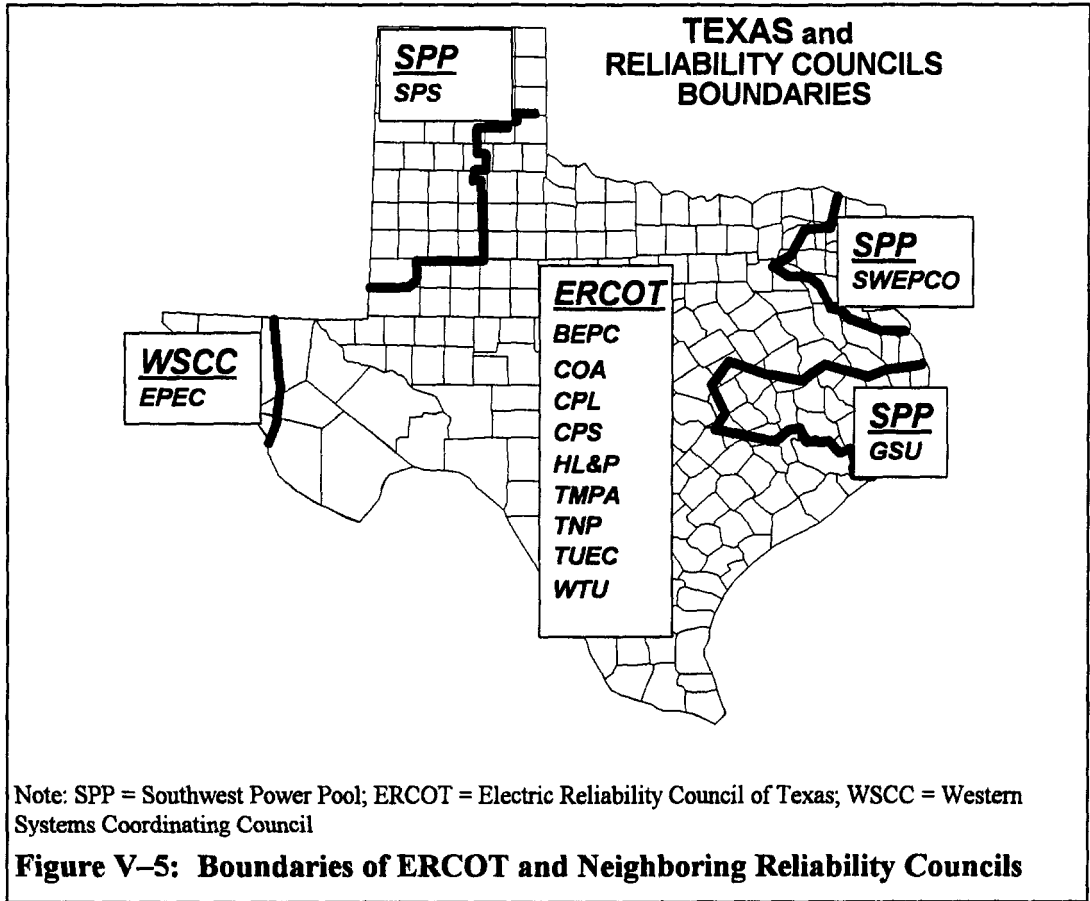 TEXAS and
RELIABILITY COUNCILS
BOUNDARIES
SPP
SPS
SPP
SWEPCO
WSCC
EPEC
ERCOT
BEPC
COA
CPL
CPS
HL&P
TMPA
TNP
TUEC
WTU
SPP
GSU
Note: SPP = Southwest Power Pool; ERCOT = Electric Reliability Council of Texas; WSCC = Western
Systems Coordinating Council
Figure V–5: Boundaries of ERCOT and Neighboring Reliability Councils